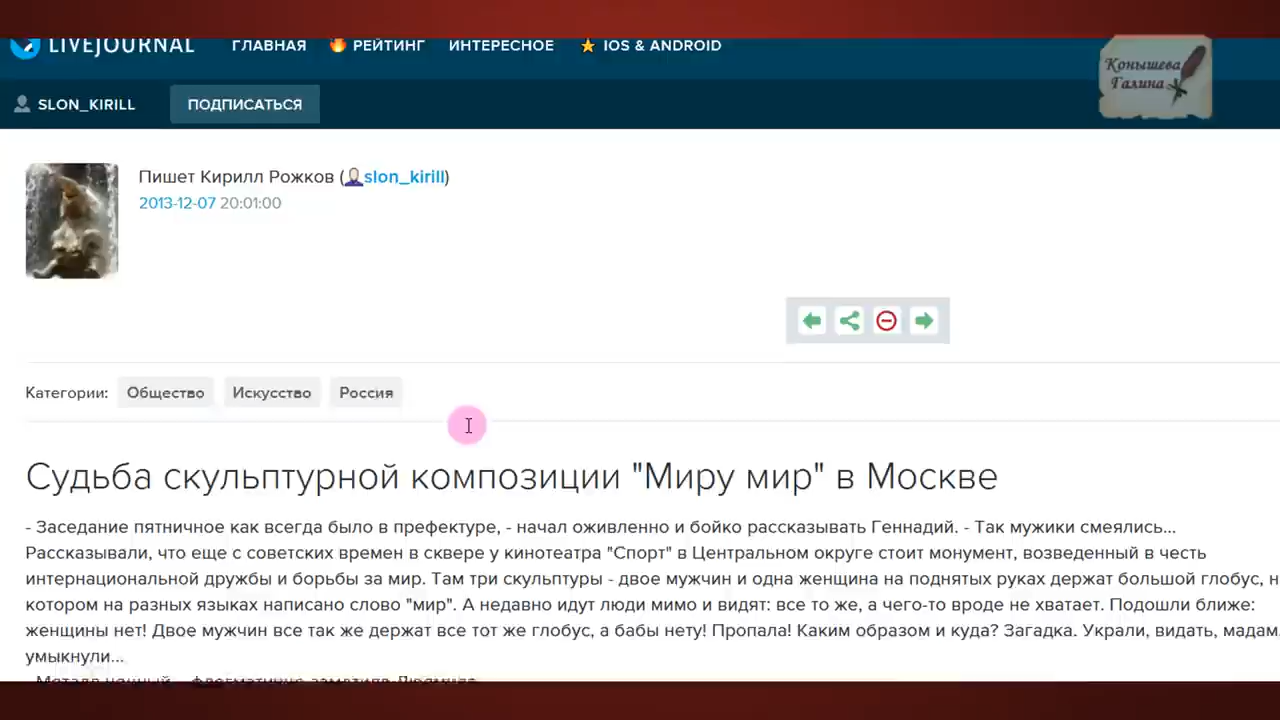 LIVEJOURNAL ГЛАВНАЯ РЕЙТИНГ ИНТЕРЕСНОЕ IOS & ANDROID
Конышева
Галина
SLON_KIRILL ПОДПИСАТЬСЯ
Пишет Кирилл Рожков (slon_kirill)
2013-12-07 20:01:00
Категории: Общество Искусство Россия
Судьба скульптурной композиции "Миру мир" в Москве
- Заседание пятничное как всегда было в префектуре, - начал оживленно и бойко рассказывать Геннадий. - Так мужики смеялись...
Рассказывали, что еще с советских времен в сквере у кинотеатра "Спорт" в Центральном округе стоит монумент, возведенный в честь
интернациональной дружбы и борьбы за мир. Там три скульптуры - двое мужчин и одна женщина на поднятых руках держат большой глобус, н
котором на разных языках написано слово "мир". А недавно идут люди мимо и видят: все то же, а чего-то вроде не хватает. Подошли ближе:
женщины нет! Двое мужчин все так же держат все тот же глобус, а бабы нету! Пропала! Каким образом и куда? Загадка. Украли, видать, мадам,
умыкнули...